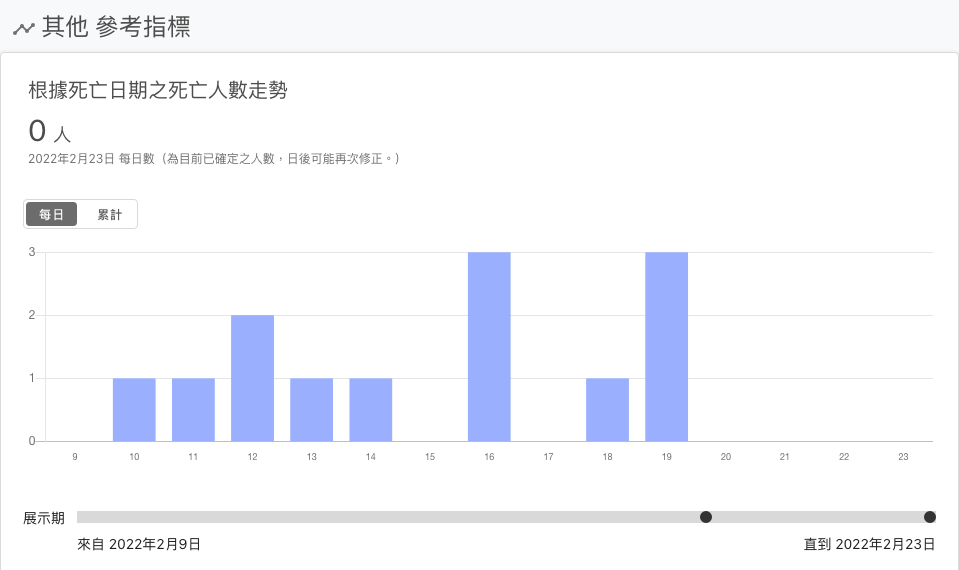 其他 參考指標
根據死亡日期之死亡人數走勢
0 人
2022年2月23日 每日數（為目前已確定之人數，日後可能再次修正。）
每日 累計
3
2
1
0
9 10 11 12 13 14 15 16 17 18 19 20 21 22 23
展示期
來自 2022年2月9日 直到 2022年2月23日